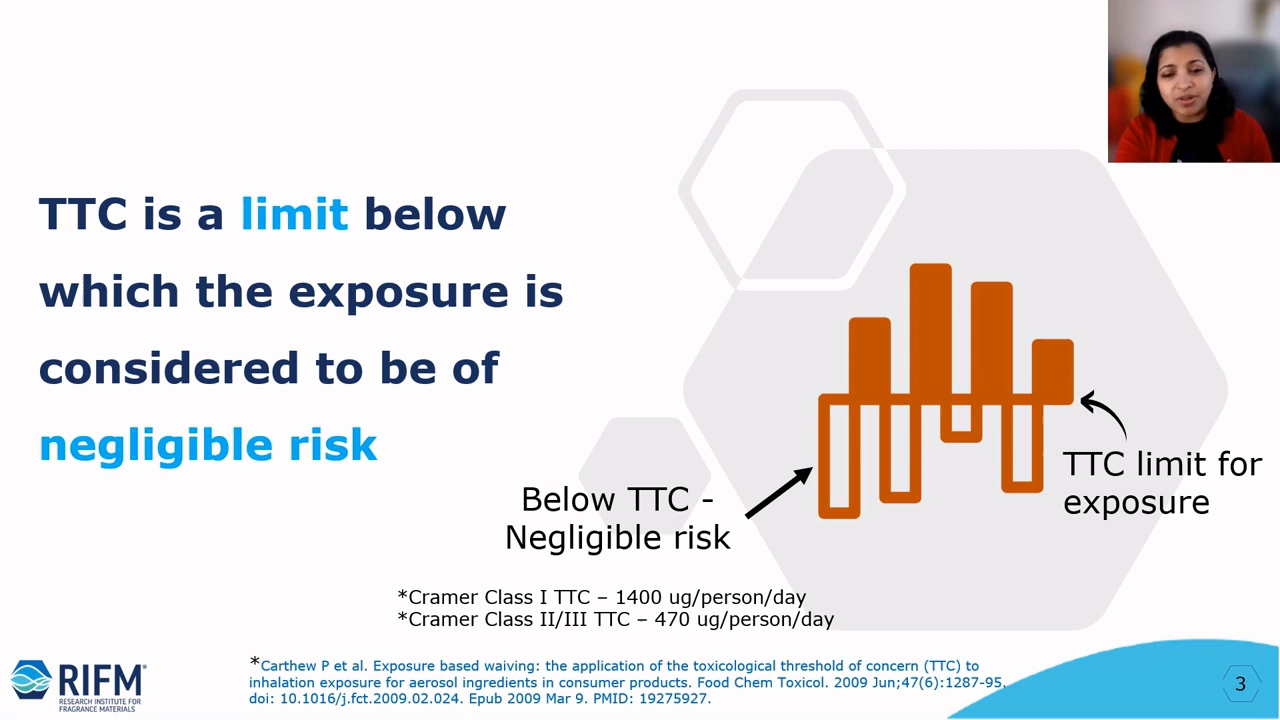 TTC is a limit below
which the exposure is
considered to be of
negligible risk
Below TTC -
Negligible risk
TTC limit for
exposure
*Cramer Class I TTC – 1400 ug/person/day
*Cramer Class II/III TTC – 470 ug/person/day
*Carthew P et al. Exposure based waiving: the application of the toxicological threshold of concern (TTC) to
inhalation exposure for aerosol ingredients in consumer products. Food Chem Toxicol. 2009 Jun;47(6):1287-95.
doi: 10.1016/j.fct.2009.02.024. Epub 2009 Mar 9. PMID: 19275927.
RIFM®
RESEARCH INSTITUTE FOR
FRAGRANCE MATERIALS
3